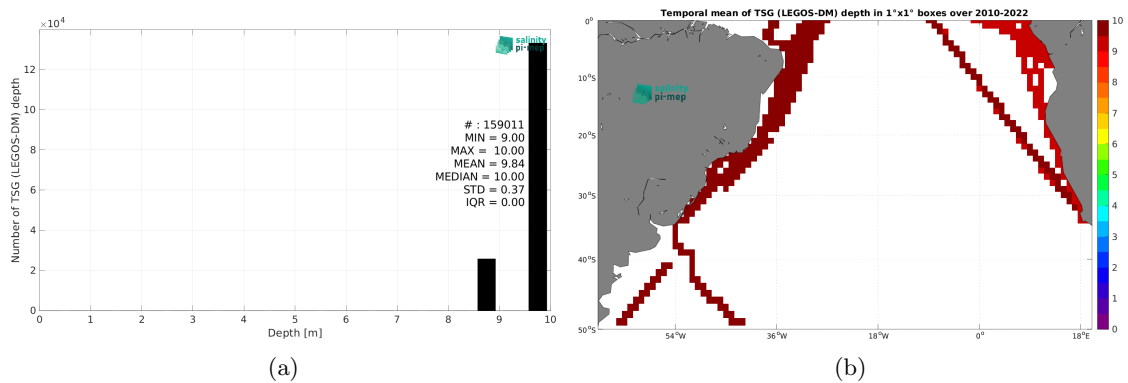 ×10⁴
12
10
8
6
4
2
0
Number of TSG (LEGOS-DM) depth
salinity
pi-mep
# : 159011
MIN = 9.00
MAX = 10.00
MEAN = 9.84
MEDIAN = 10.00
STD = 0.37
IQR = 0.00
0 1 2 3 4 5 6 7 8 9 10
Depth [m]
(a)
Temporal mean of TSG (LEGOS-DM) depth in 1°x1° boxes over 2010-2022
salinity
pi-mep
0°
10°S
20°S
30°S
40°S
50°S
54°W 36°W 18°W 0° 18°E
10
9
8
7
6
5
4
3
2
1
0
(b)